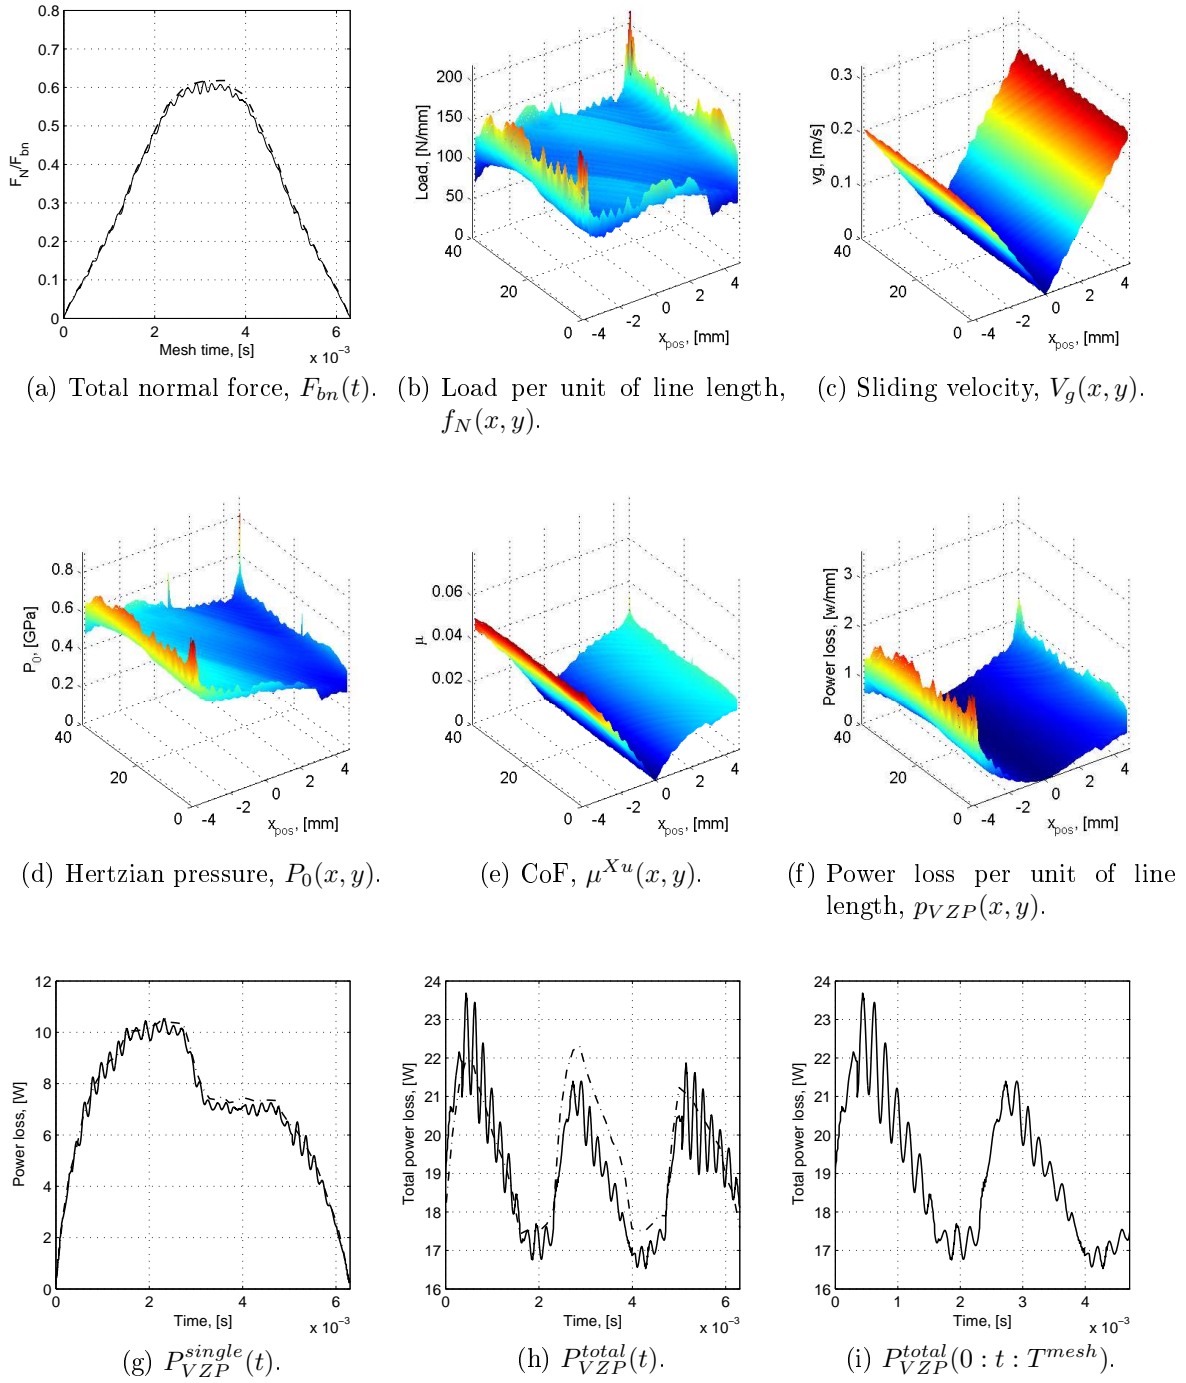 0.8
0.7
0.6
0.5
0.4
0.3
0.2
0.1
0
F_N/F_bn
0 2 4 6
Mesh time, [s]
x 10^-3
(a) Total normal force, F_bn(t).
200
150
100
50
0
Load, [N/mm]
40
20
0
-4 -2 0 2 4
x_pos, [mm]
(b) Load per unit of line length,
f_N(x, y).
0.3
0.2
0.1
0
vg, [m/s]
40
20
0
-4 -2 0 2 4
x_pos, [mm]
(c) Sliding velocity, V_g(x, y).
0.8
0.6
0.4
0.2
0
P_0, [GPa]
40
20
0
-4 -2 0 2 4
x_pos, [mm]
(d) Hertzian pressure, P_0(x, y).
0.06
0.04
0.02
0
μ
40
20
0
-4 -2 0 2 4
x_pos, [mm]
(e) CoF, μ^Xu(x, y).
3
2
1
0
Power loss, [w/mm]
40
20
0
-4 -2 0 2 4
x_pos, [mm]
(f) Power loss per unit of line
length, p_VZP(x, y).
12
10
8
6
4
2
0
Power loss, [W]
0 2 4 6
Time, [s]
x 10^-3
(g) P_VZP^single(t).
24
23
22
21
20
19
18
17
16
Total power loss, [W]
0 2 4 6
Time, [s]
x 10^-3
(h) P_VZP^total(t).
24
23
22
21
20
19
18
17
16
Total power loss, [W]
0 1 2 3 4
Time, [s]
x 10^-3
(i) P_VZP^total(0 : t : T^mesh).